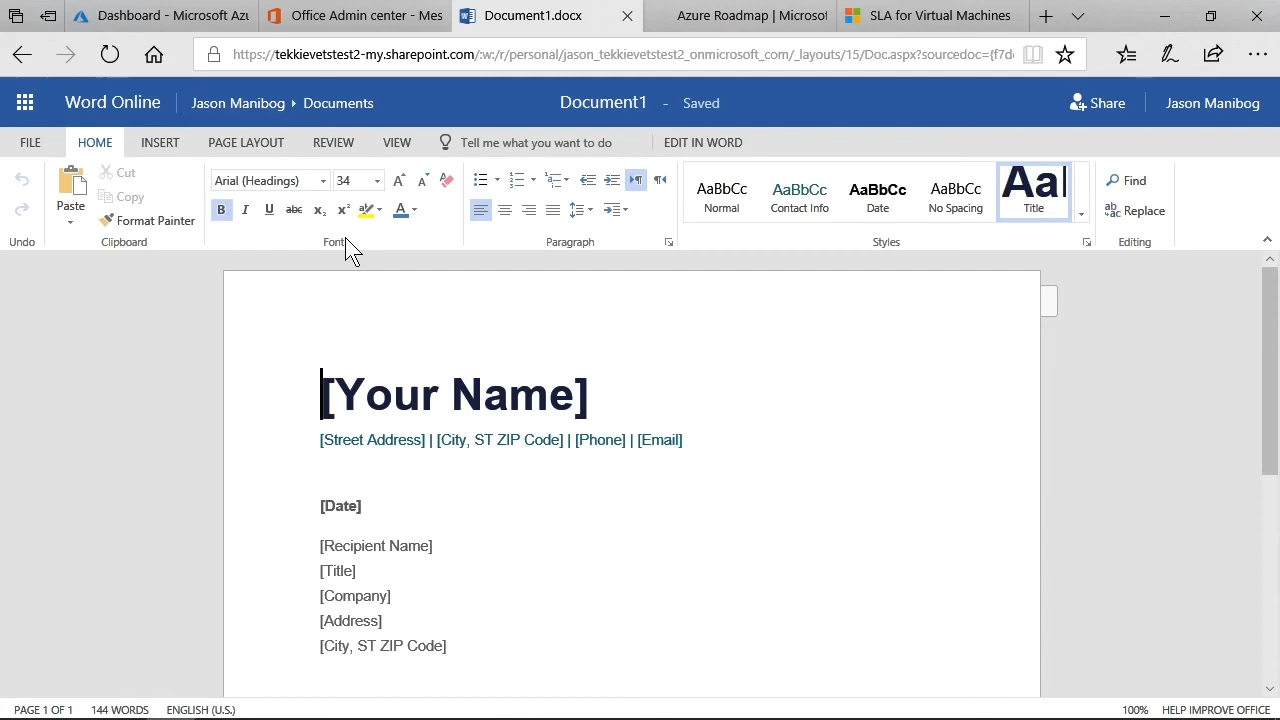 Dashboard - Microsoft Azu
Office Admin center - Mes
Document1.docx
Azure Roadmap | Microsof
SLA for Virtual Machines
https://tekkievetstest2-my.sharepoint.com/:w:/r/personal/jason_tekkievetstest2_onmicrosoft_com/_layouts/15/Doc.aspx?sourcedoc={f7d
Word Online
Jason Manibog ▸ Documents
Document1 - Saved
Share
Jason Manibog
FILE HOME INSERT PAGE LAYOUT REVIEW VIEW Tell me what you want to do EDIT IN WORD
Paste
Cut
Copy
Format Painter
Arial (Headings) 34
B I U abc x₂ x² aby A
AaBbCc AaBbCc AaBbCc AaBbCc AaI
Normal Contact Info Date No Spacing Title
Find
Replace
Undo Clipboard Font Paragraph Styles Editing
[Your Name]
[Street Address] | [City, ST ZIP Code] | [Phone] | [Email]
[Date]
[Recipient Name]
[Title]
[Company]
[Address]
[City, ST ZIP Code]
PAGE 1 OF 1 144 WORDS ENGLISH (U.S.) 100% HELP IMPROVE OFFICE